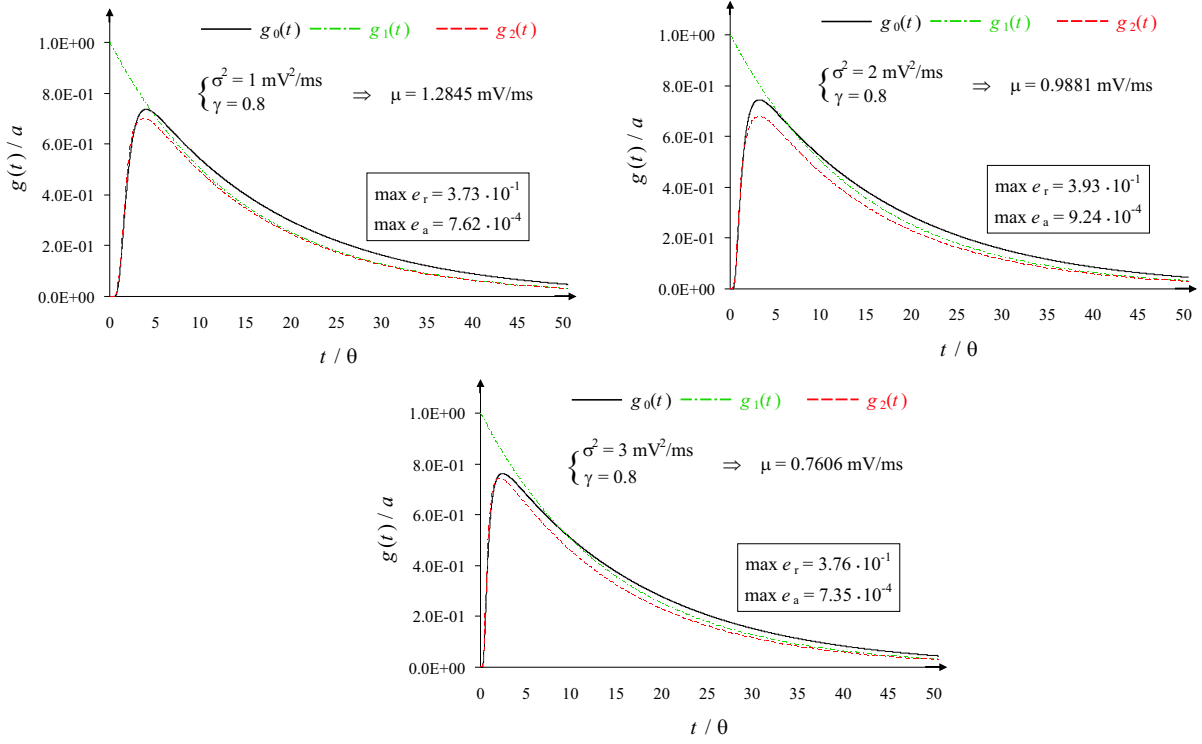 g0(t) g1(t) g2(t)
σ² = 1 mV²/ms
γ = 0.8
⇒ μ = 1.2845 mV/ms
max er = 3.73 · 10⁻¹
max ea = 7.62 · 10⁻⁴
g(t) / a
1.0E+00
8.0E-01
6.0E-01
4.0E-01
2.0E-01
0.0E+00
0 5 10 15 20 25 30 35 40 45 50
t / θ
g0(t) g1(t) g2(t)
σ² = 2 mV²/ms
γ = 0.8
⇒ μ = 0.9881 mV/ms
max er = 3.93 · 10⁻¹
max ea = 9.24 · 10⁻⁴
g(t) / a
1.0E+00
8.0E-01
6.0E-01
4.0E-01
2.0E-01
0.0E+00
0 5 10 15 20 25 30 35 40 45 50
t / θ
g0(t) g1(t) g2(t)
σ² = 3 mV²/ms
γ = 0.8
⇒ μ = 0.7606 mV/ms
max er = 3.76 · 10⁻¹
max ea = 7.35 · 10⁻⁴
g(t) / a
1.0E+00
8.0E-01
6.0E-01
4.0E-01
2.0E-01
0.0E+00
0 5 10 15 20 25 30 35 40 45 50
t / θ